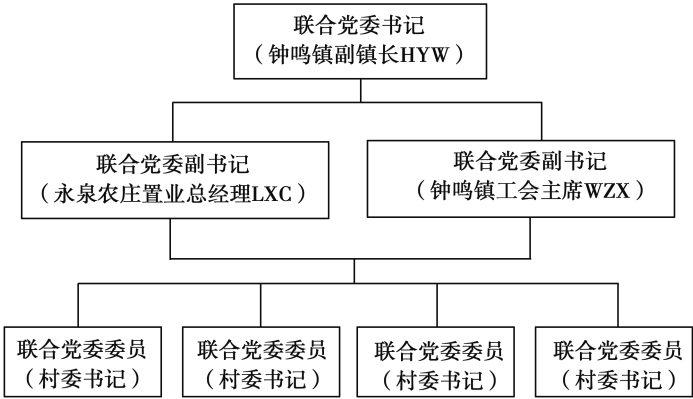 联合党委书记
（钟鸣镇副镇长HYW）
联合党委副书记
（永泉农庄置业总经理LXC）
联合党委副书记
（钟鸣镇工会主席WZX）
联合党委委员
（村委书记）
联合党委委员
（村委书记）
联合党委委员
（村委书记）
联合党委委员
（村委书记）